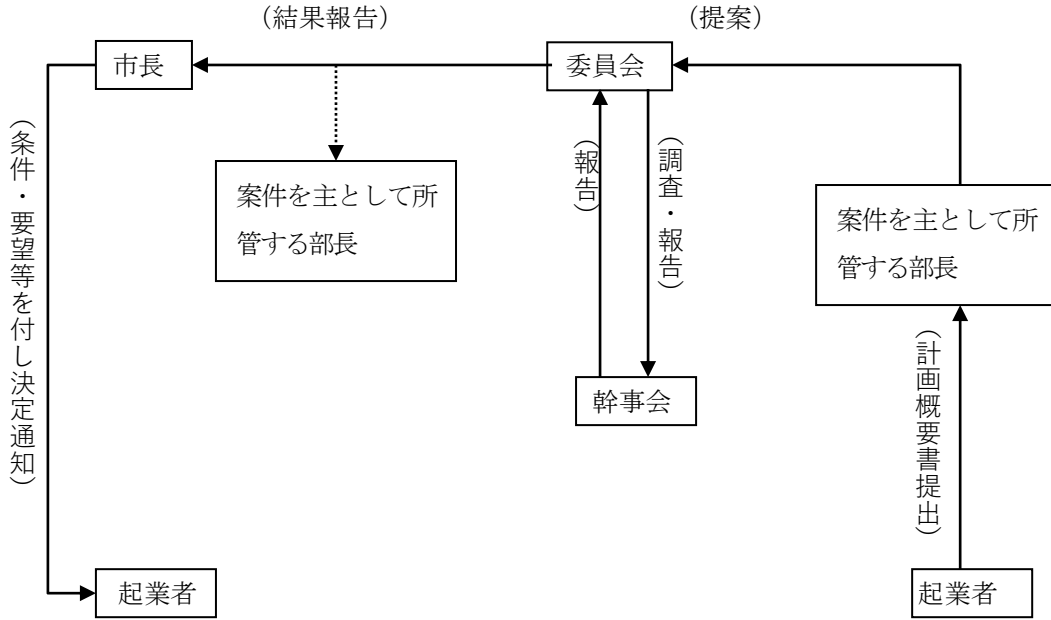 （結果報告）
（提案）
市長
委員会
（条件・要望等を付し決定通知）
案件を主として所
管する部長
（報告）
（調査・報告）
案件を主として所
管する部長
（計画概要書提出）
幹事会
起業者
起業者